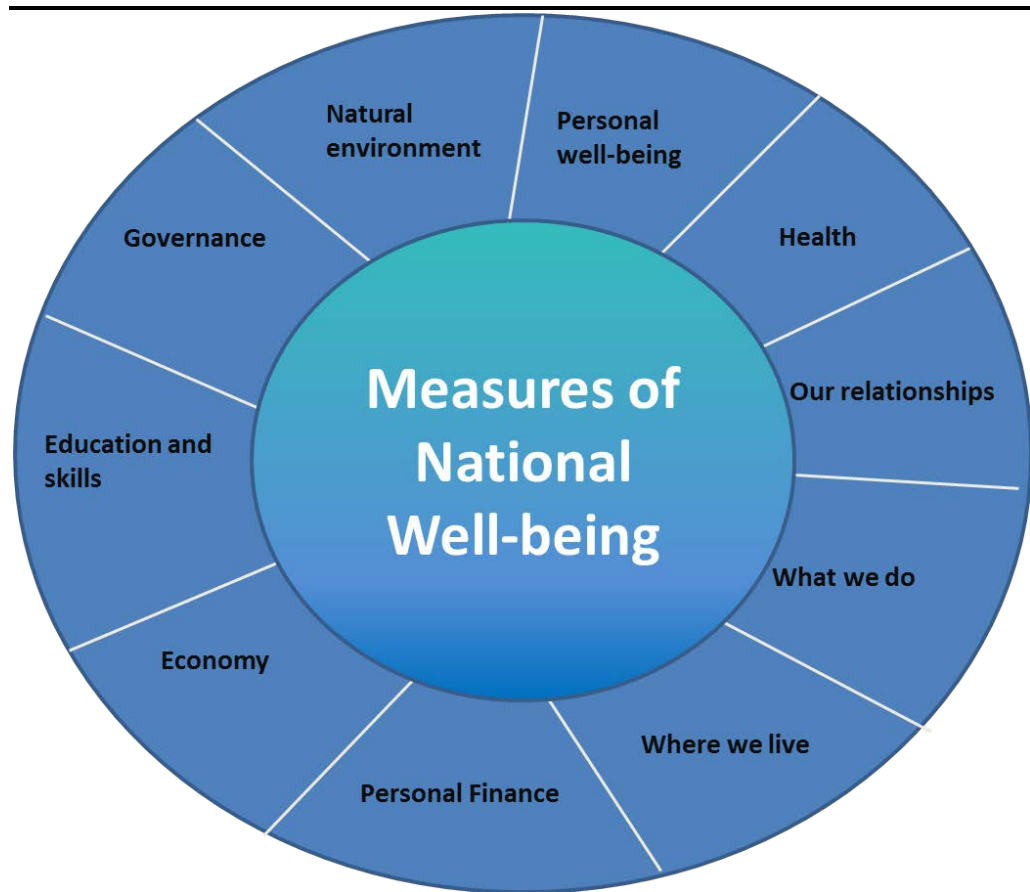 Natural
environment
Personal
well-being
Health
Our relationships
What we do
Where we live
Personal Finance
Economy
Education and
skills
Governance
Measures of
National
Well-being